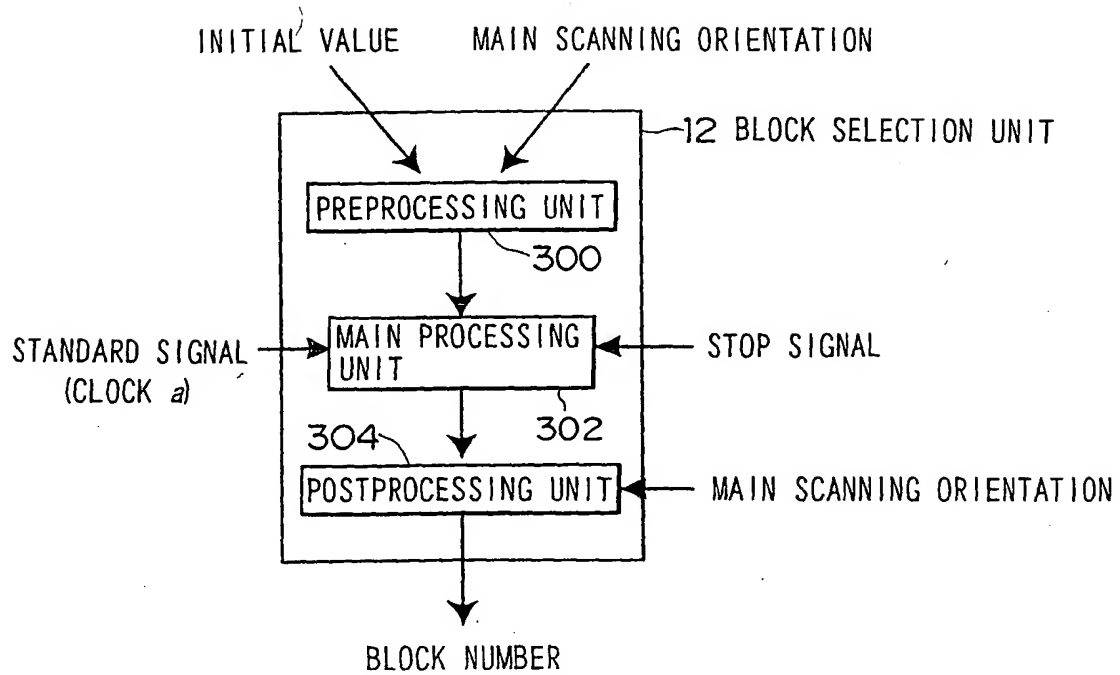 INITIAL VALUE
MAIN SCANNING ORIENTATION
12 BLOCK SELECTION UNIT
PREPROCESSING UNIT
300
STANDARD SIGNAL
(CLOCK a)
MAIN PROCESSING
UNIT
STOP SIGNAL
302
304
POSTPROCESSING UNIT
MAIN SCANNING ORIENTATION
BLOCK NUMBER